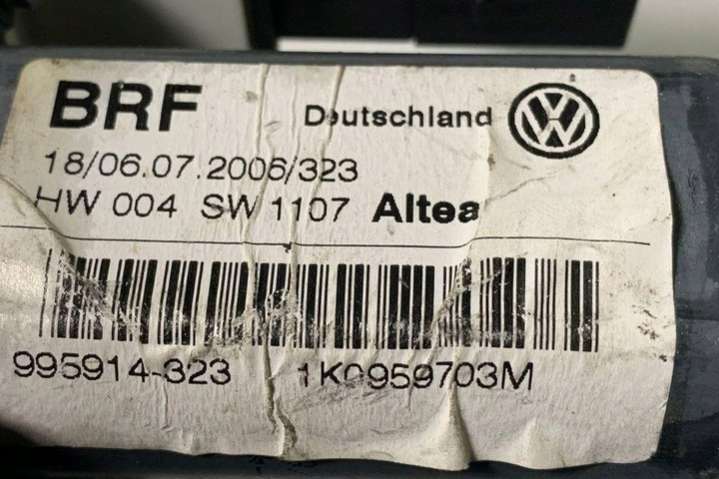 BRF Deutschland
18/06.07.2006/323
HW 004 SW 1107 Altea
995914-323 1K0959703M